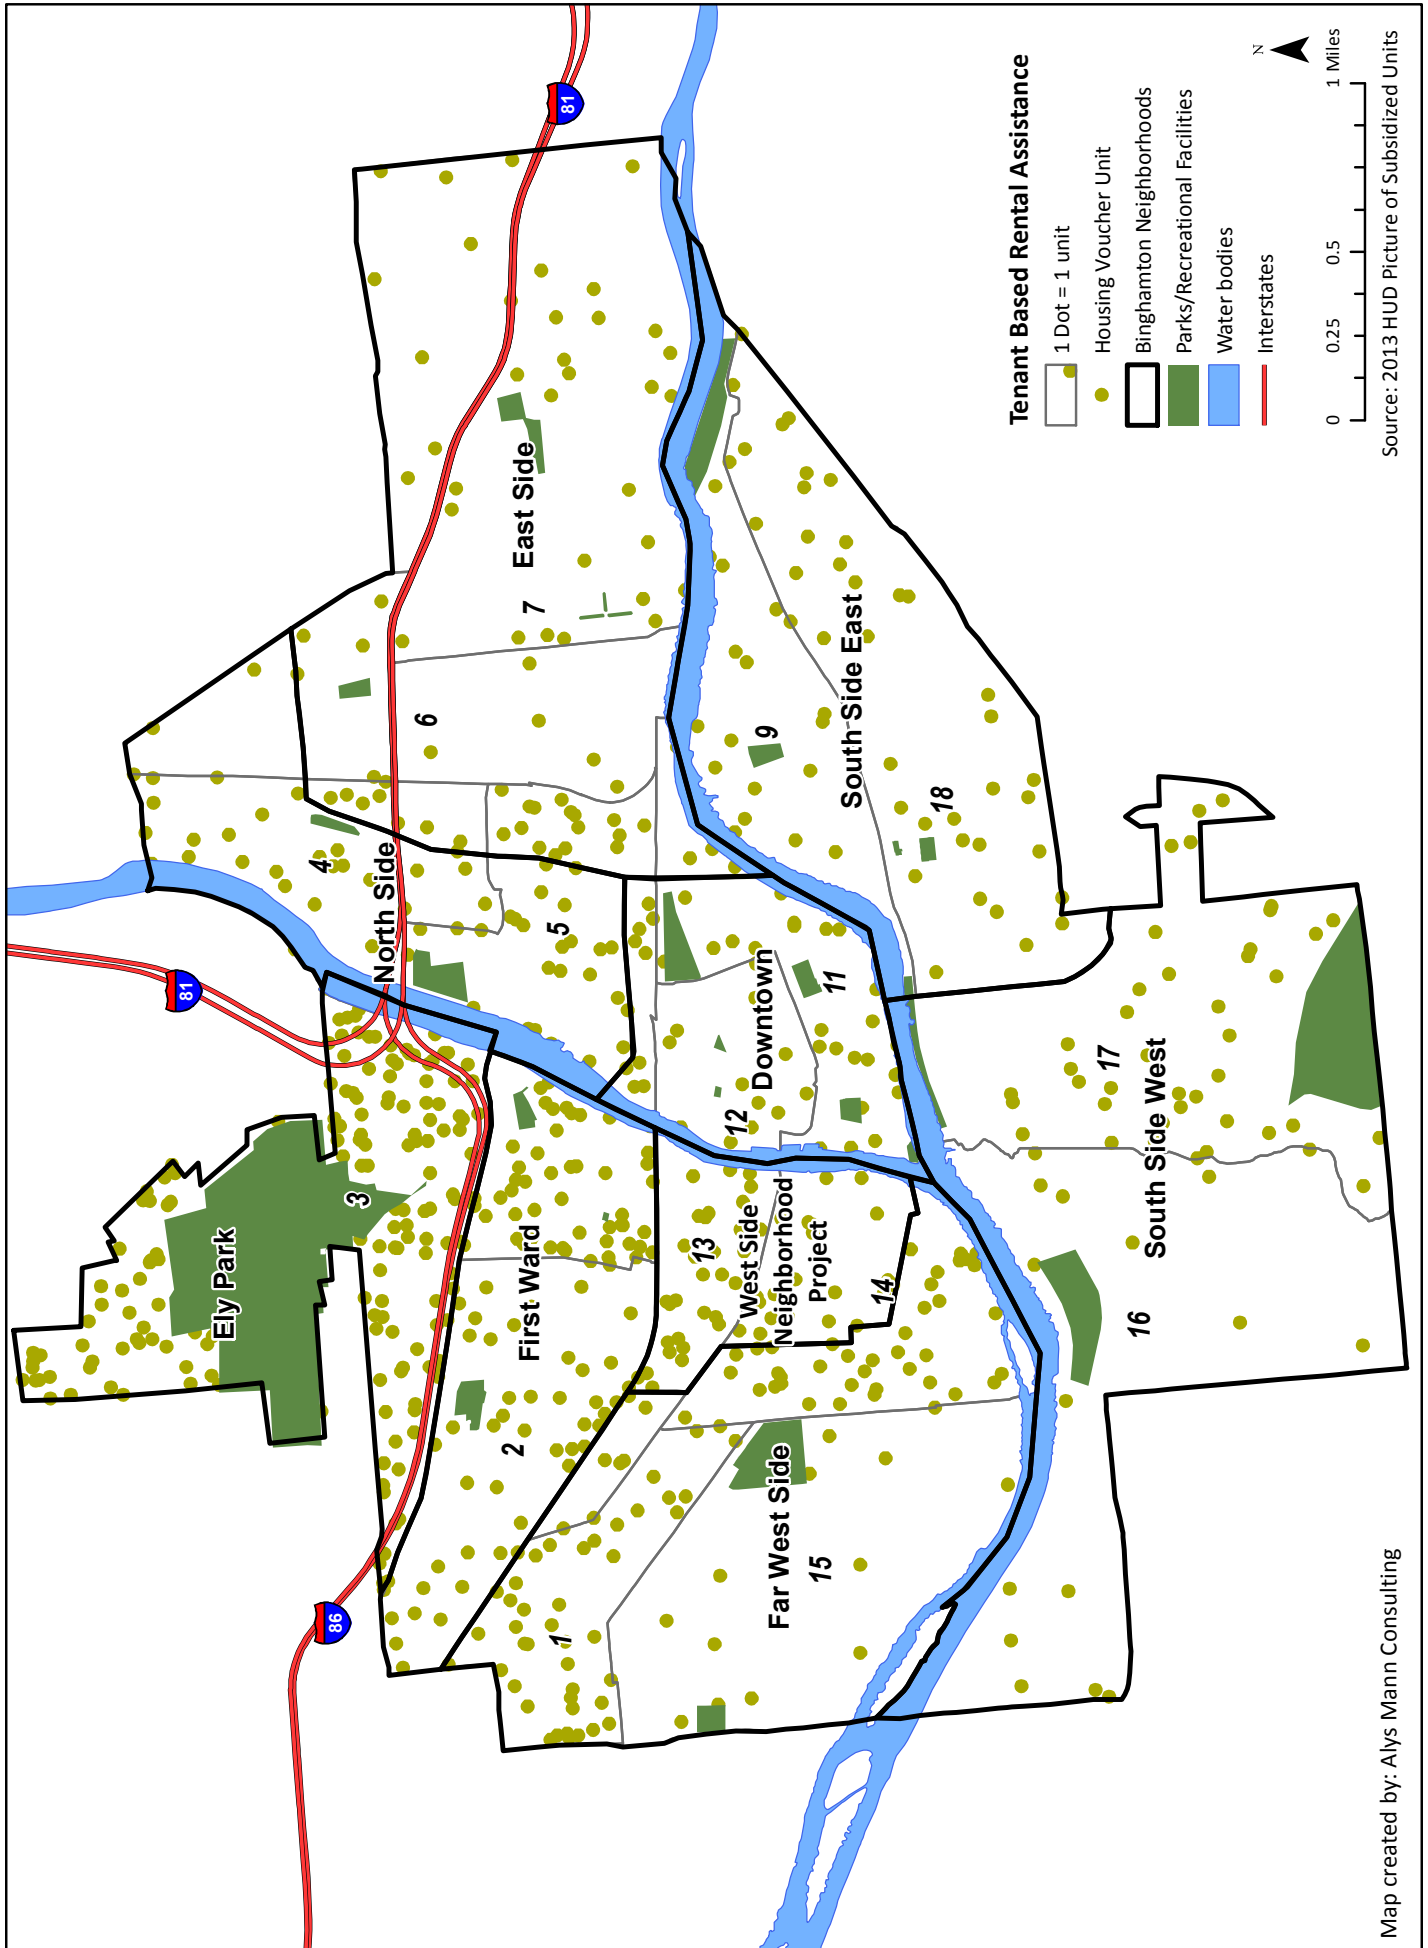 81
81
86
Ely Park
3
4
North Side
5
6
7
East Side
First Ward
2
1
13
West Side
Neighborhood
Project
14
12
Downtown
11
9
South Side East
18
Far West Side
15
16
South Side West
17
Tenant Based Rental Assistance
1 Dot = 1 unit
Housing Voucher Unit
Binghamton Neighborhoods
Parks/Recreational Facilities
Water bodies
Interstates
N
0 0.25 0.5 1 Miles
Source: 2013 HUD Picture of Subsidized Units
Map created by: Alys Mann Consulting